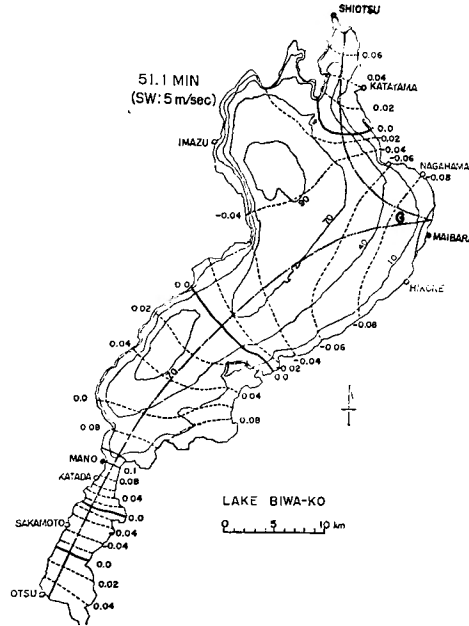 SHIOTSU
0.06
51.1 MIN
(SW: 5 m/sec)
0.04
KATAYAMA
0.02
0.0
-0.02
-0.04
-0.06
IMAZU
NAGAHAMA
-0.08
-0.04
70
MAIBARA
10
HIKONE
0.0
0.02
-0.08
0.04
-0.06
-0.04
-0.02
0.0
0.0
0.04
0.08
0.08
MANO
0.1
KATADA
0.08
0.04
0.0
LAKE BIWA-KO
SAKAMOTO
-0.04
-0.04
0 5 10 km
0.0
0.02
OTSU
0.04